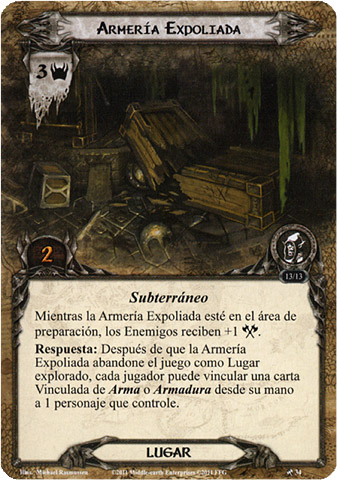 Armería Expoliada
3
2
13/13
Subterráneo
Mientras la Armería Expoliada esté en el área de
preparación, los Enemigos reciben +1
Respuesta: Después de que la Armería
Expoliada abandone el juego como Lugar
explorado, cada jugador puede vincular una carta
Vinculada de Arma o Armadura desde su mano
a 1 personaje que controle.
LUGAR
Ilus. Michael Rasmussen ©2011 Middle-earth Enterprises ©2011 FFG 34